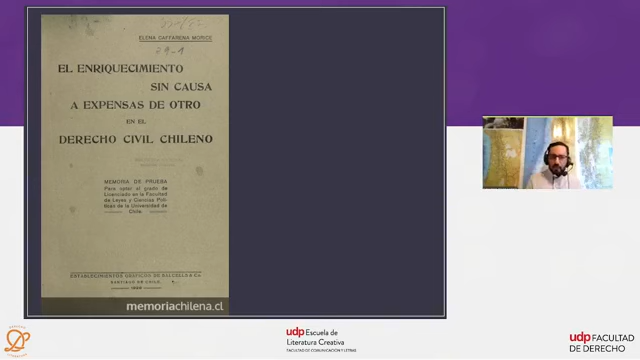 ELENA CAFFARENA MORICE
EL ENRIQUECIMIENTO
SIN CAUSA
A EXPENSAS DE OTRO
EN EL
DERECHO CIVIL CHILENO
MEMORIA DE PRUEBA
Para optar al grado de
Licenciado en la Facultad
de Leyes y Ciencias Polí-
ticas de la Universidad de
Chile.
ESTABLECIMIENTOS GRAFICOS DE BALCELLS & Co.
SANTIAGO DE CHILE.
memoriachilena.cl
udp Escuela de
Literatura Creativa
FACULTAD DE COMUNICACIÓN Y LETRAS
udp FACULTAD
DE DERECHO